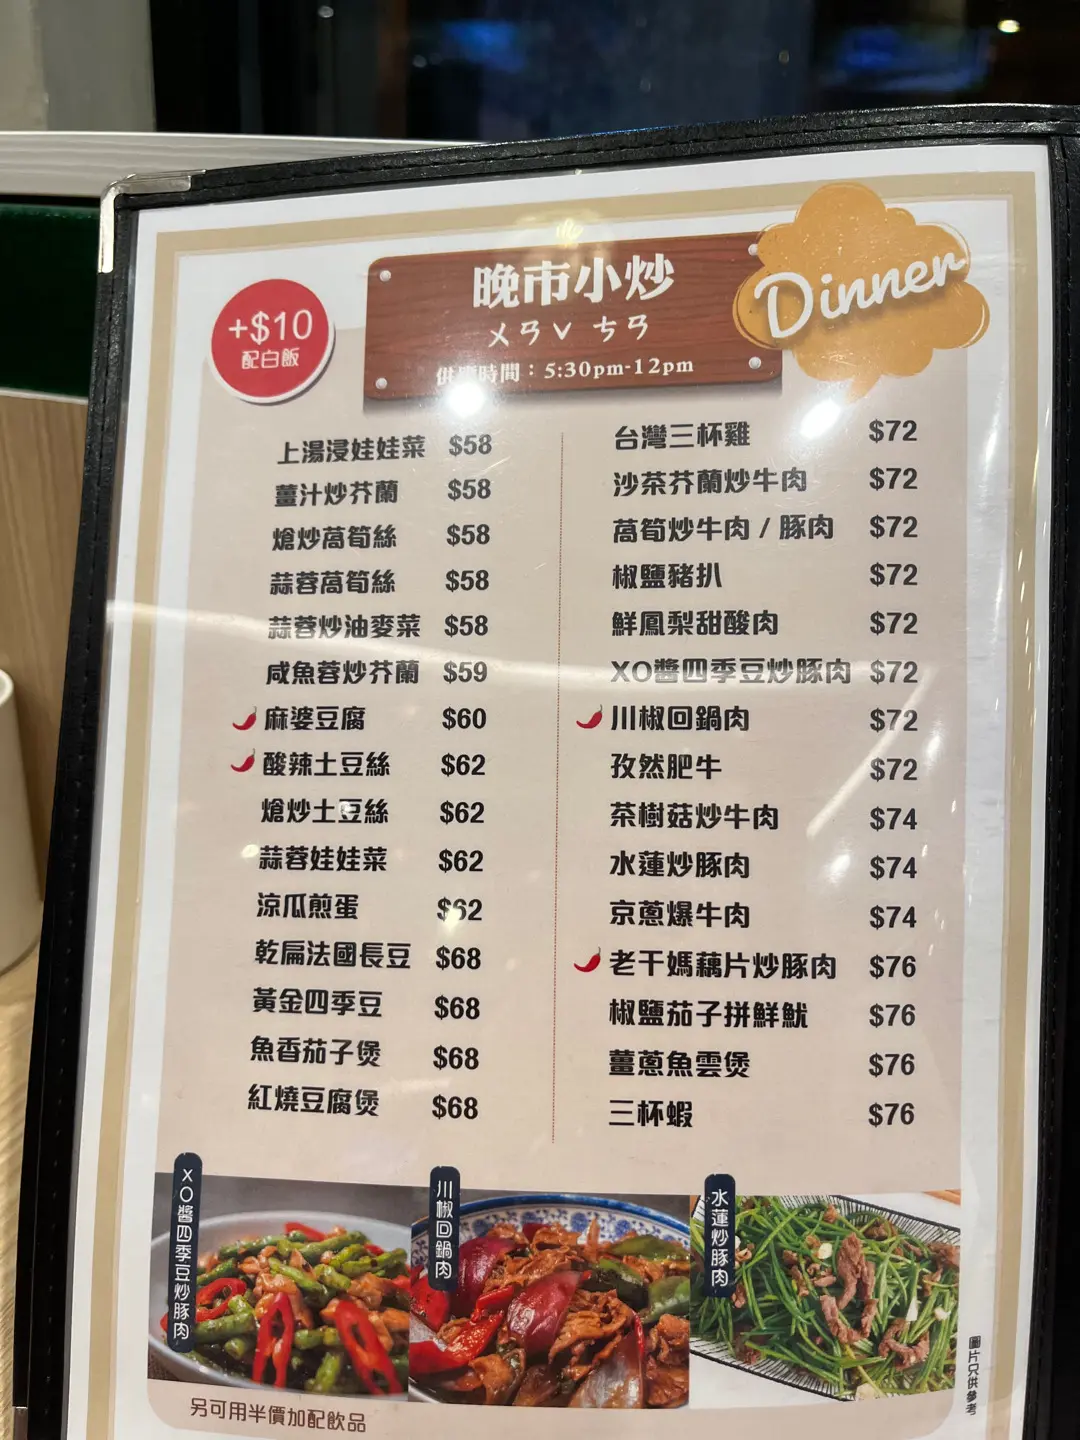 +$10
配白飯
晚市小炒
ㄨㄢˇ ㄘㄢ
供應時間：5:30pm-12pm
Dinner
上湯浸娃娃菜 $58
薑汁炒芥蘭 $58
熗炒萵筍絲 $58
蒜蓉萵筍絲 $58
蒜蓉炒油麥菜 $58
咸魚蓉炒芥蘭 $59
麻婆豆腐 $60
酸辣土豆絲 $62
熗炒土豆絲 $62
蒜蓉娃娃菜 $62
涼瓜煎蛋 $62
乾扁法國長豆 $68
黃金四季豆 $68
魚香茄子煲 $68
紅燒豆腐煲 $68
台灣三杯雞 $72
沙茶芥蘭炒牛肉 $72
萵筍炒牛肉 / 豚肉 $72
椒鹽豬扒 $72
鮮鳳梨甜酸肉 $72
XO醬四季豆炒豚肉 $72
川椒回鍋肉 $72
孜然肥牛 $72
茶樹菇炒牛肉 $74
水蓮炒豚肉 $74
京蔥爆牛肉 $74
老干媽藕片炒豚肉 $76
椒鹽茄子拼鮮魷 $76
薑蔥魚雲煲 $76
三杯蝦 $76
XO醬四季豆炒豚肉
川椒回鍋肉
水蓮炒豚肉
圖片只供參考
另可用半價加配飲品